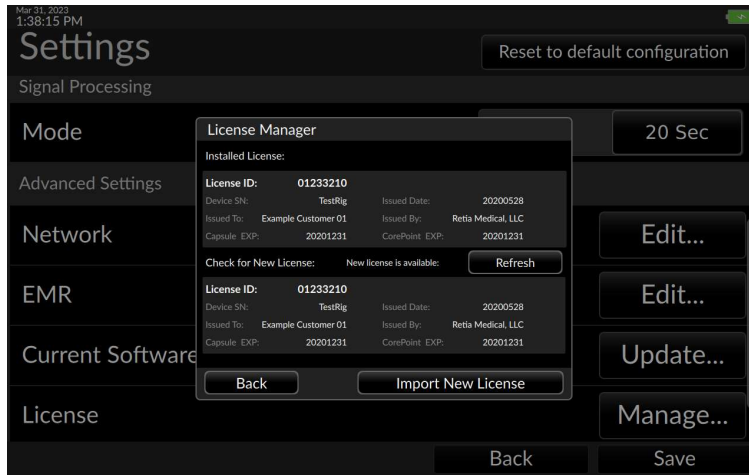 Mar 31, 2023
1:38:15 PM
Settings
Reset to default configuration
Signal Processing
Mode
20 Sec
Advanced Settings
Network
Edit...
EMR
Edit...
Current Software
Update...
License
Manage...
Back
Save
License Manager
Installed License:
License ID: 01233210
Device SN: TestRig Issued Date: 20200528
Issued To: Example Customer 01 Issued By: Retia Medical, LLC
Capsule EXP: 20201231 CorePoint EXP: 20201231
Check for New License: New license is available: Refresh
License ID: 01233210
Device SN: TestRig Issued Date: 20200528
Issued To: Example Customer 01 Issued By: Retia Medical, LLC
Capsule EXP: 20201231 CorePoint EXP: 20201231
Back Import New License